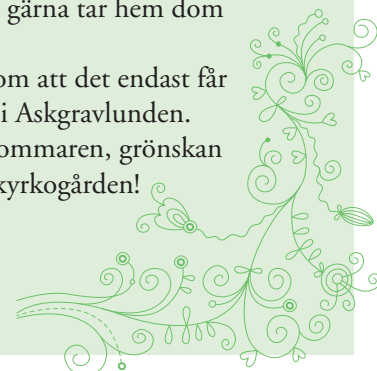 gärna tar hem dom
om att det endast får
i Askgravlunden.
ommaren, grönskan
kyrkogården!